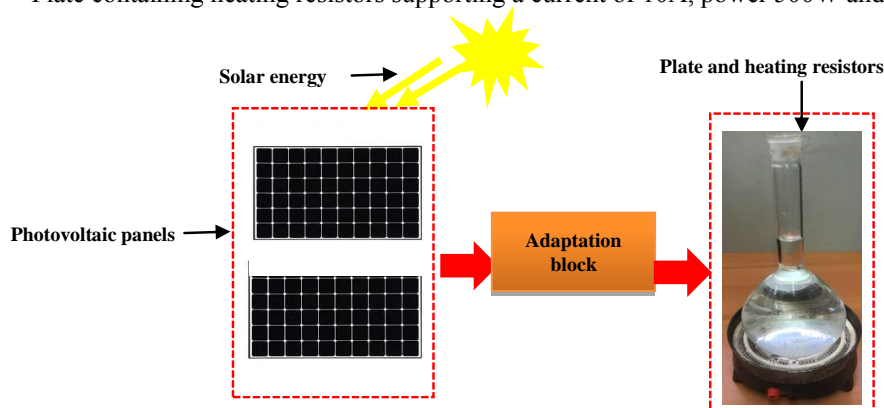 Plate containing heating resistors supporting a current of 10A, power 500W and
Solar energy
Plate and heating resistors
Photovoltaic panels
Adaptation
block